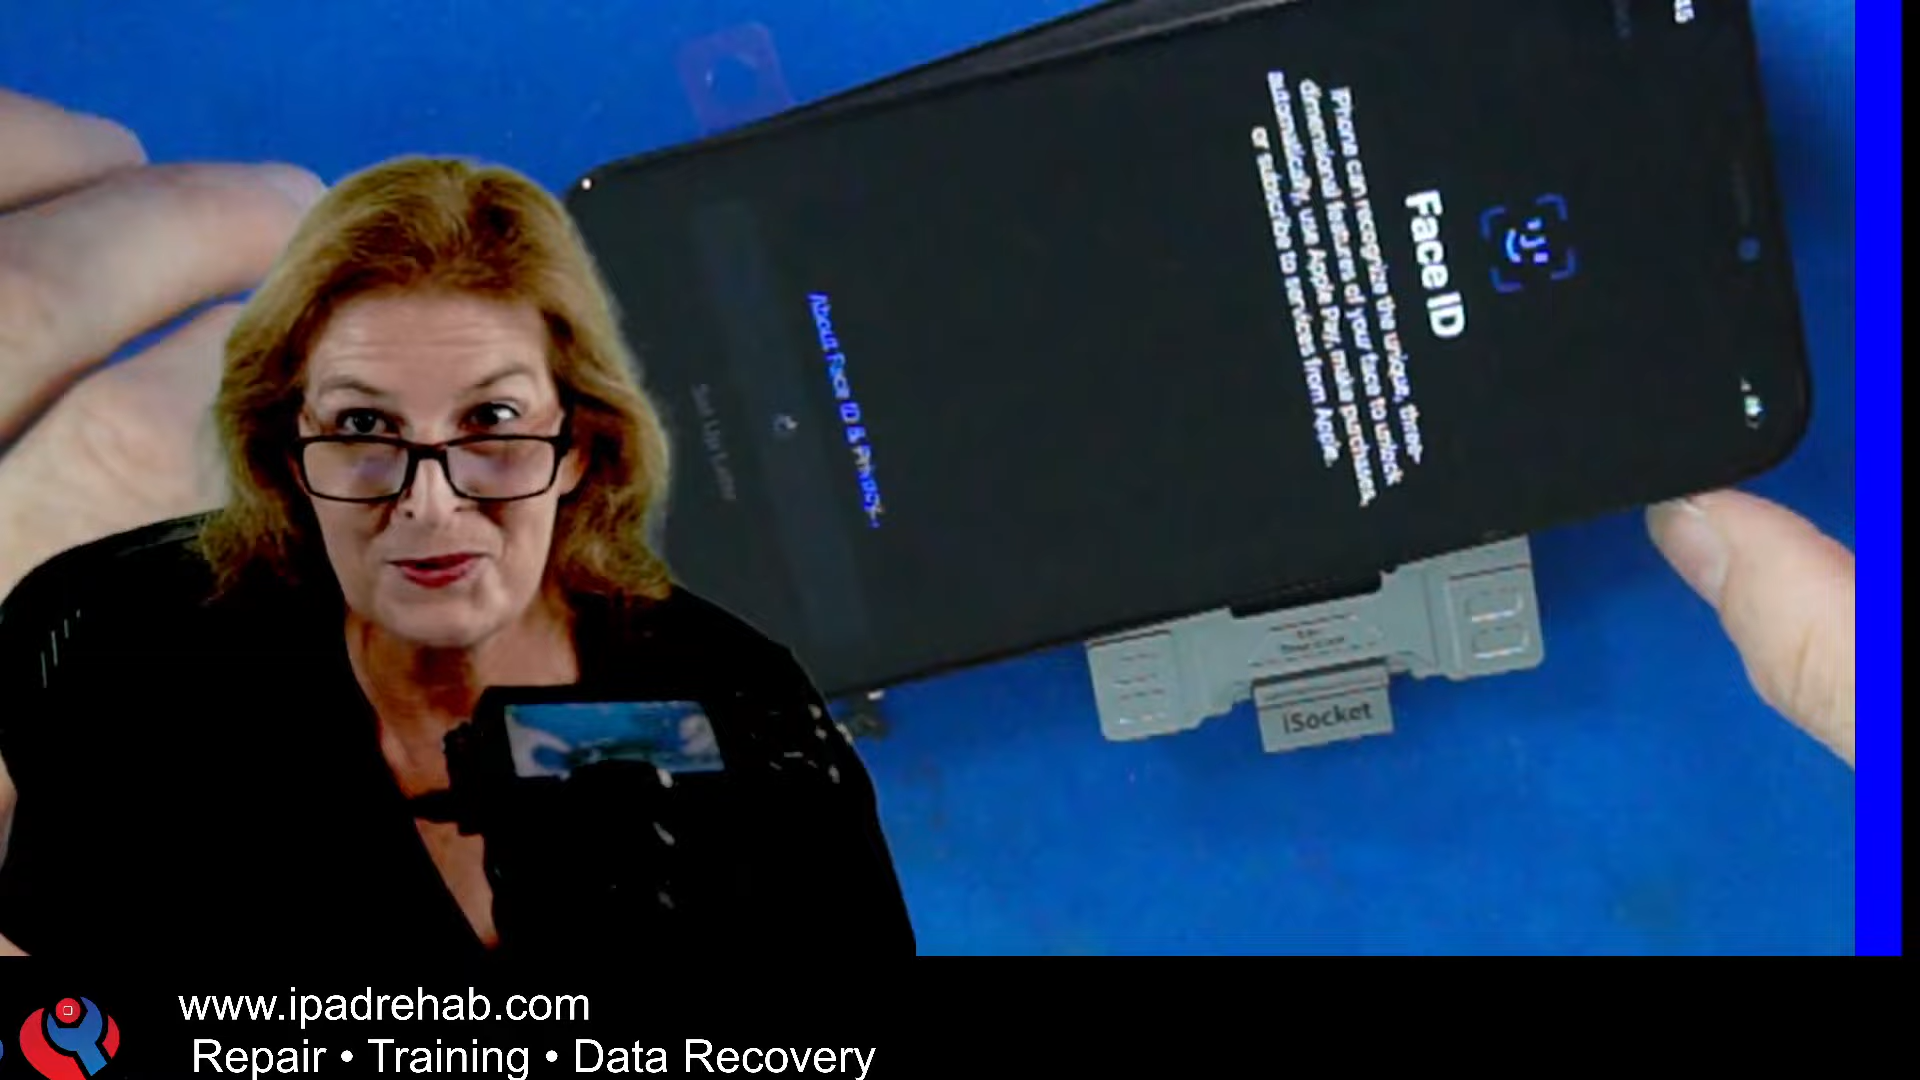 45
Face ID
iPhone can recognize the unique, three-
dimensional features of your face to unlock
automatically, use Apple Pay, make purchases,
or subscribe to services from Apple.
About Face ID & Privacy...
Set Up Later
iSocket
www.ipadrehab.com
Repair • Training • Data Recovery